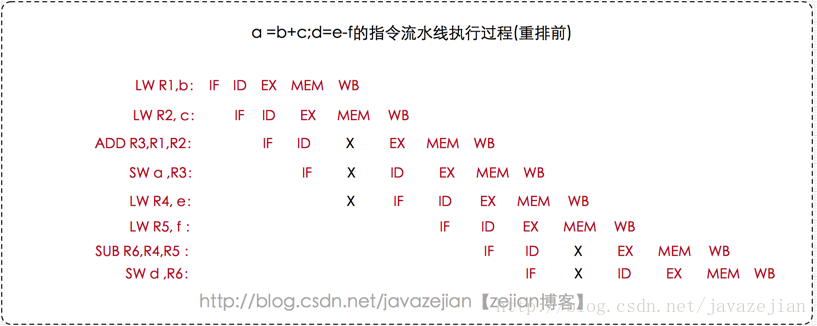 a =b+c;d=e-f的指令流水线执行过程(重排前)
LW R1,b: IF ID EX MEM WB
LW R2, c: IF ID EX MEM WB
ADD R3,R1,R2: IF ID X EX MEM WB
SW a ,R3: IF X ID EX MEM WB
LW R4, e: X IF ID EX MEM WB
LW R5, f : IF ID EX MEM WB
SUB R6,R4,R5 : IF ID X EX MEM WB
SW d ,R6: IF X ID EX MEM WB
http://blog.csdn.net/javazejian【zejian博客】
http://blog.csdn.net/javazejian